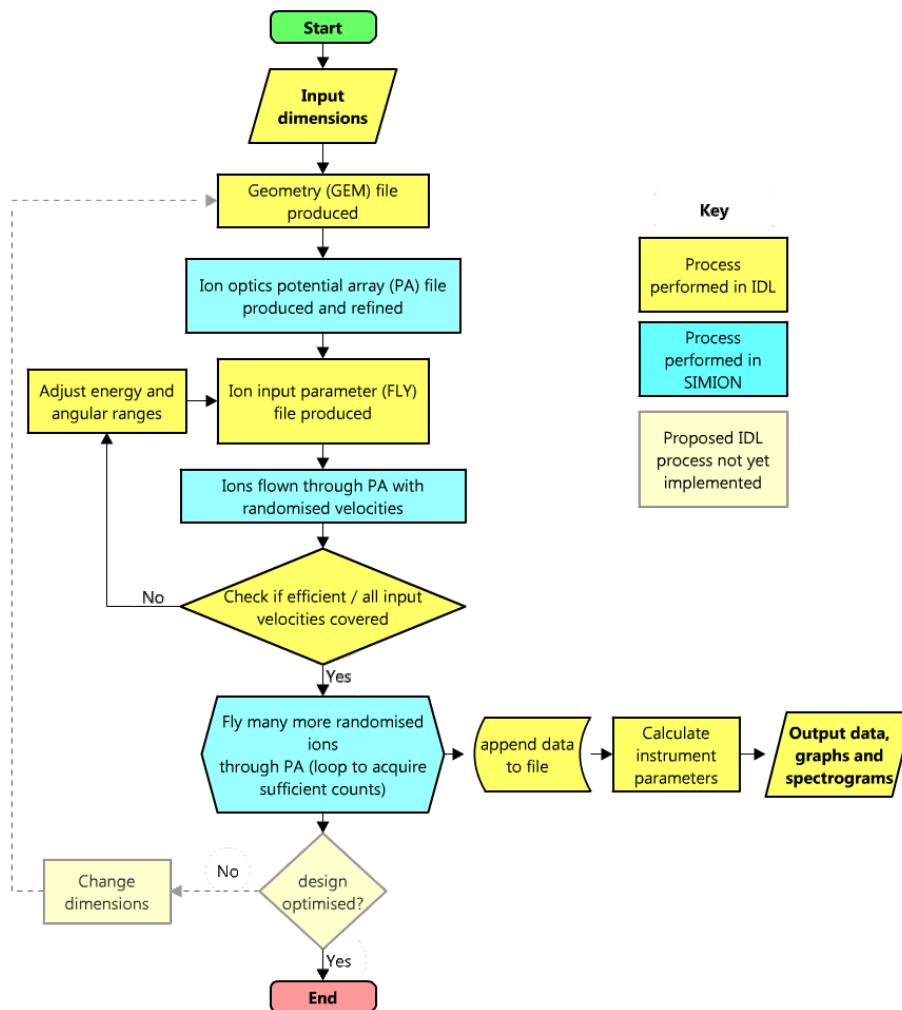 Start
Input
dimensions
Geometry (GEM) file
produced
Key
Process
performed in IDL
Ion optics potential array (PA) file
produced and refined
Process
performed in
SIMION
Adjust energy and
angular ranges
Ion input parameter (FLY)
file produced
Proposed IDL
process not yet
implemented
Ions flown through PA with
randomised velocities
No
Check if efficient / all input
velocities covered
Yes
Fly many more randomised
ions
through PA (loop to acquire
sufficient counts)
append data
to file
Calculate
instrument
parameters
Output data,
graphs and
spectrograms
Change
dimensions
No
design
optimised?
Yes
End